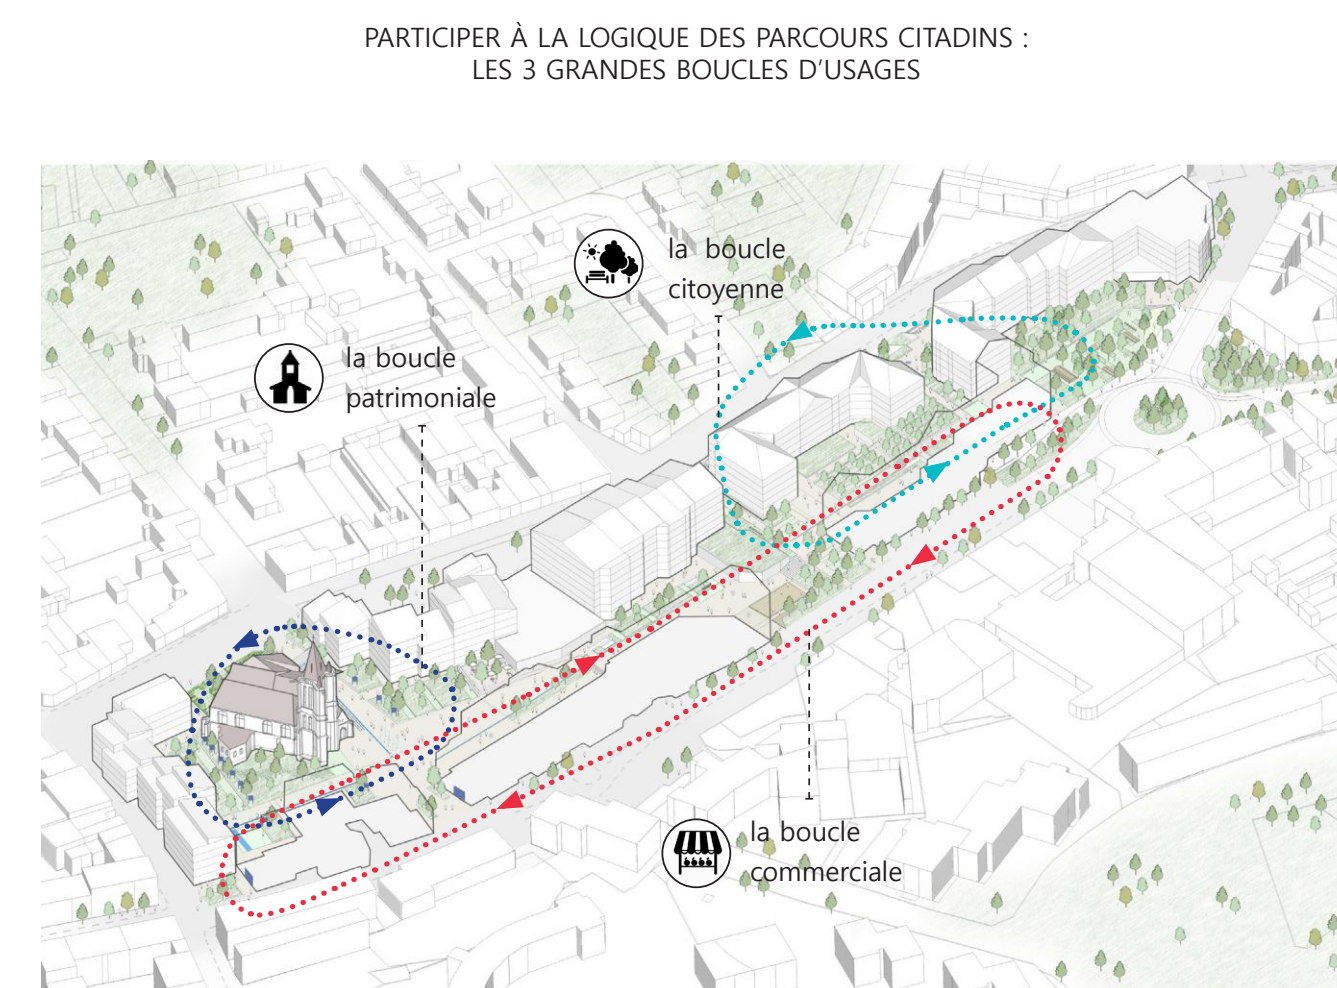 PARTICIPER À LA LOGIQUE DES PARCOURS CITADINS :
LES 3 GRANDES BOUCLES D'USAGES
la boucle
citoyenne
la boucle
patrimoniale
la boucle
commerciale